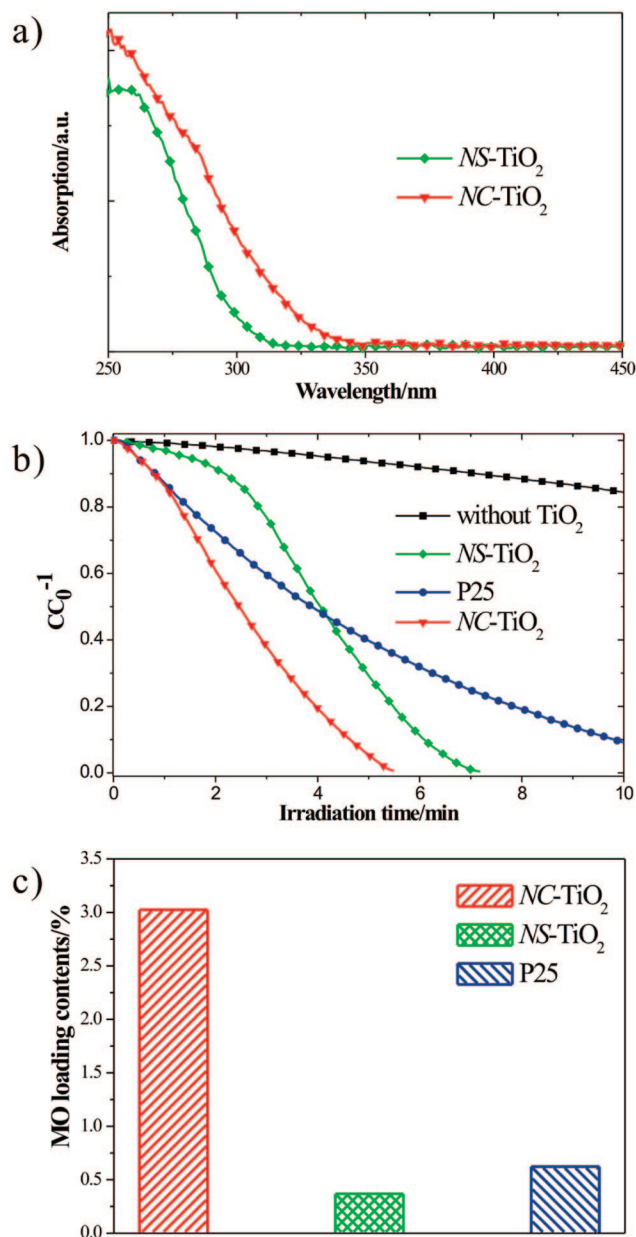 a)
Absorption/a.u.
NS-TiO₂
NC-TiO₂
250 300 350 400 450
Wavelength/nm
b)
CC₀⁻¹
1.0
0.8
0.6
0.4
0.2
0.0
without TiO₂
NS-TiO₂
P25
NC-TiO₂
0 2 4 6 8 10
Irradiation time/min
c)
MO loading contents/%
3.5
3.0
2.5
2.0
1.5
1.0
0.5
0.0
NC-TiO₂
NS-TiO₂
P25